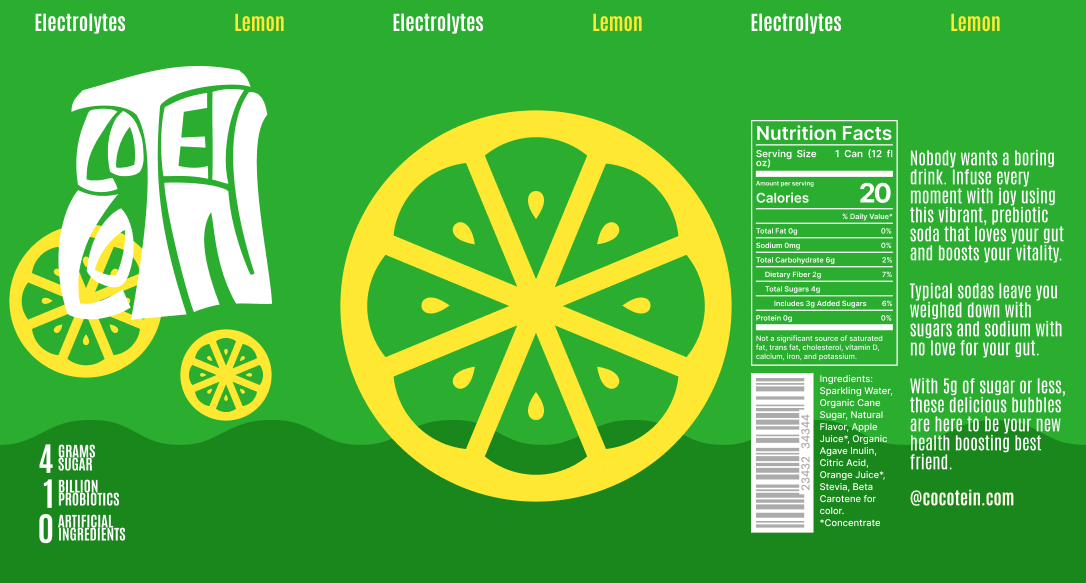 Electrolytes Lemon Electrolytes Lemon Electrolytes Lemon
COCOTEIN
4 GRAMS
SUGAR
1 BILLION
PROBIOTICS
0 ARTIFICIAL
INGREDIENTS
Nutrition Facts
Serving Size 1 Can (12 fl
oz)
Amount per serving
Calories 20
% Daily Value*
Total Fat 0g 0%
Sodium 0mg 0%
Total Carbohydrate 6g 2%
Dietary Fiber 2g 7%
Total Sugars 4g
Includes 3g Added Sugars 6%
Protein 0g 0%
Not a significant source of saturated
fat, trans fat, cholesterol, vitamin D,
calcium, iron, and potassium.
23432 34344
Ingredients:
Sparkling Water,
Organic Cane
Sugar, Natural
Flavor, Apple
Juice*, Organic
Agave Inulin,
Citric Acid,
Orange Juice*,
Stevia, Beta
Carotene for
color.
*Concentrate
Nobody wants a boring
drink. Infuse every
moment with joy using
this vibrant, prebiotic
soda that loves your gut
and boosts your vitality.
Typical sodas leave you
weighed down with
sugars and sodium with
no love for your gut.
With 5g of sugar or less,
these delicious bubbles
are here to be your new
health boosting best
friend.
@cocotein.com